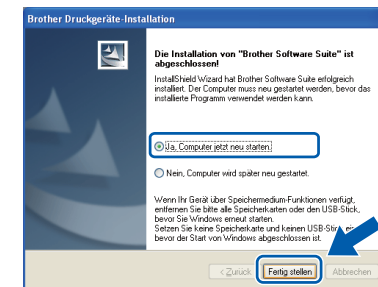 Brother Druckgeräte-Installation
Die Installation von "Brother Software Suite" ist
abgeschlossen!
InstallShield Wizard hat Brother Software Suite erfolgreich
installiert. Der Computer muss neu gestartet werden, bevor das
installierte Programm verwendet werden kann.
Ja, Computer jetzt neu starten.
Nein, Computer wird später neu gestartet.
Wenn Ihr Gerät über Speichermedium-Funktionen verfügt,
entfernen Sie bitte alle Speicherkarten oder den USB-Stick,
bevor Sie Windows erneut starten.
Setzen Sie keine Speicherkarte und keinen USB-Stick
bevor der Start von Windows abgeschlossen ist.
< Zurück
Fertig stellen
Abbrechen